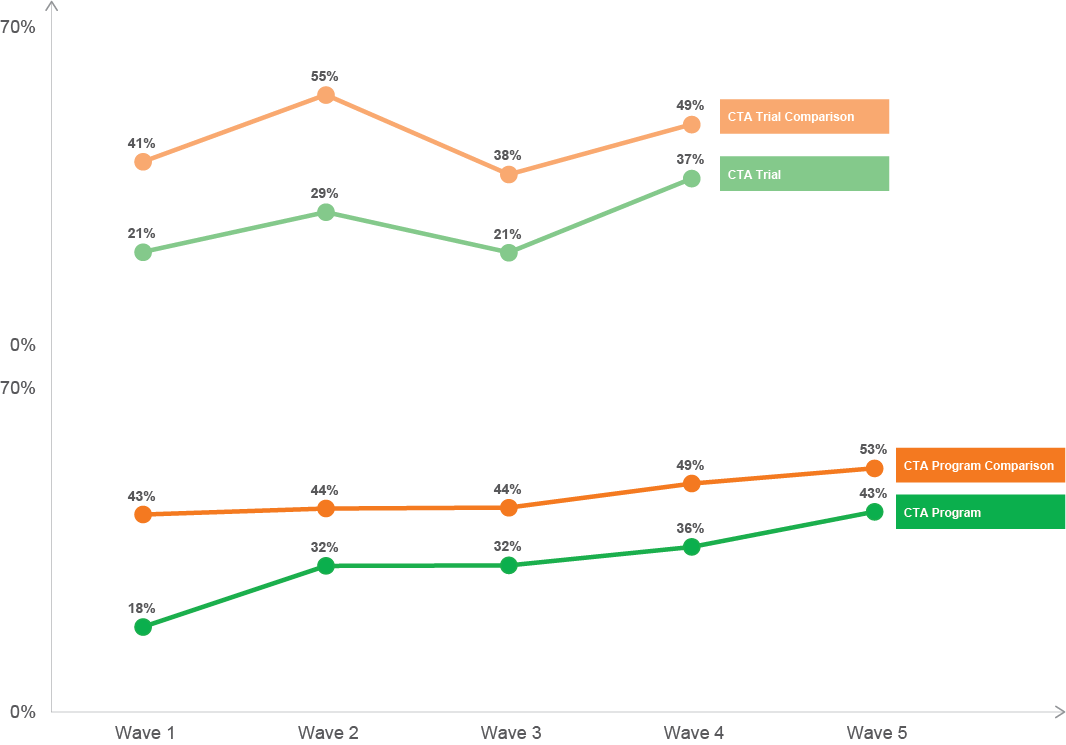 70%
55%
49%
41%
CTA Trial Comparison
38%
37%
CTA Trial
29%
21%
21%
0%
70%
53%
49%
CTA Program Comparison
43%
44%
44%
43%
CTA Program
36%
32%
32%
18%
0%
Wave 1
Wave 2
Wave 3
Wave 4
Wave 5